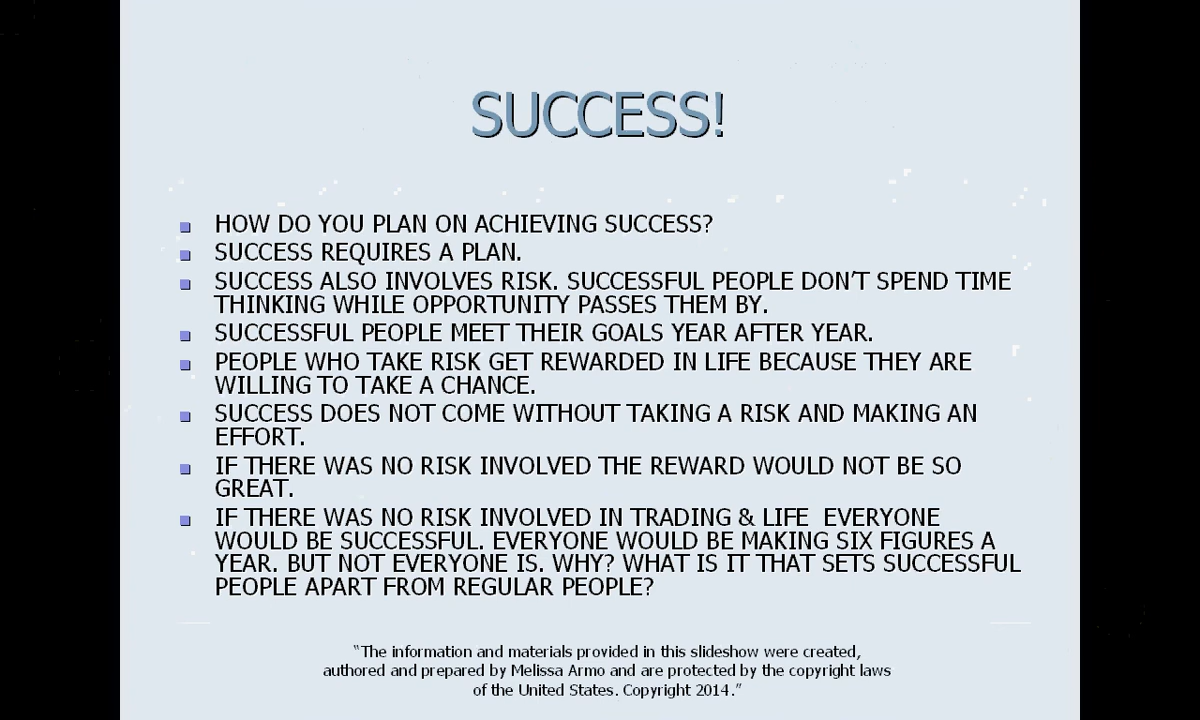 SUCCESS!
HOW DO YOU PLAN ON ACHIEVING SUCCESS?
SUCCESS REQUIRES A PLAN.
SUCCESS ALSO INVOLVES RISK. SUCCESSFUL PEOPLE DON'T SPEND TIME
THINKING WHILE OPPORTUNITY PASSES THEM BY.
SUCCESSFUL PEOPLE MEET THEIR GOALS YEAR AFTER YEAR.
PEOPLE WHO TAKE RISK GET REWARDED IN LIFE BECAUSE THEY ARE
WILLING TO TAKE A CHANCE.
SUCCESS DOES NOT COME WITHOUT TAKING A RISK AND MAKING AN
EFFORT.
IF THERE WAS NO RISK INVOLVED THE REWARD WOULD NOT BE SO
GREAT.
IF THERE WAS NO RISK INVOLVED IN TRADING & LIFE  EVERYONE
WOULD BE SUCCESSFUL. EVERYONE WOULD BE MAKING SIX FIGURES A
YEAR. BUT NOT EVERYONE IS. WHY? WHAT IS IT THAT SETS SUCCESSFUL
PEOPLE APART FROM REGULAR PEOPLE?
"The information and materials provided in this slideshow were created,
authored and prepared by Melissa Armo and are protected by the copyright laws
of the United States. Copyright 2014."